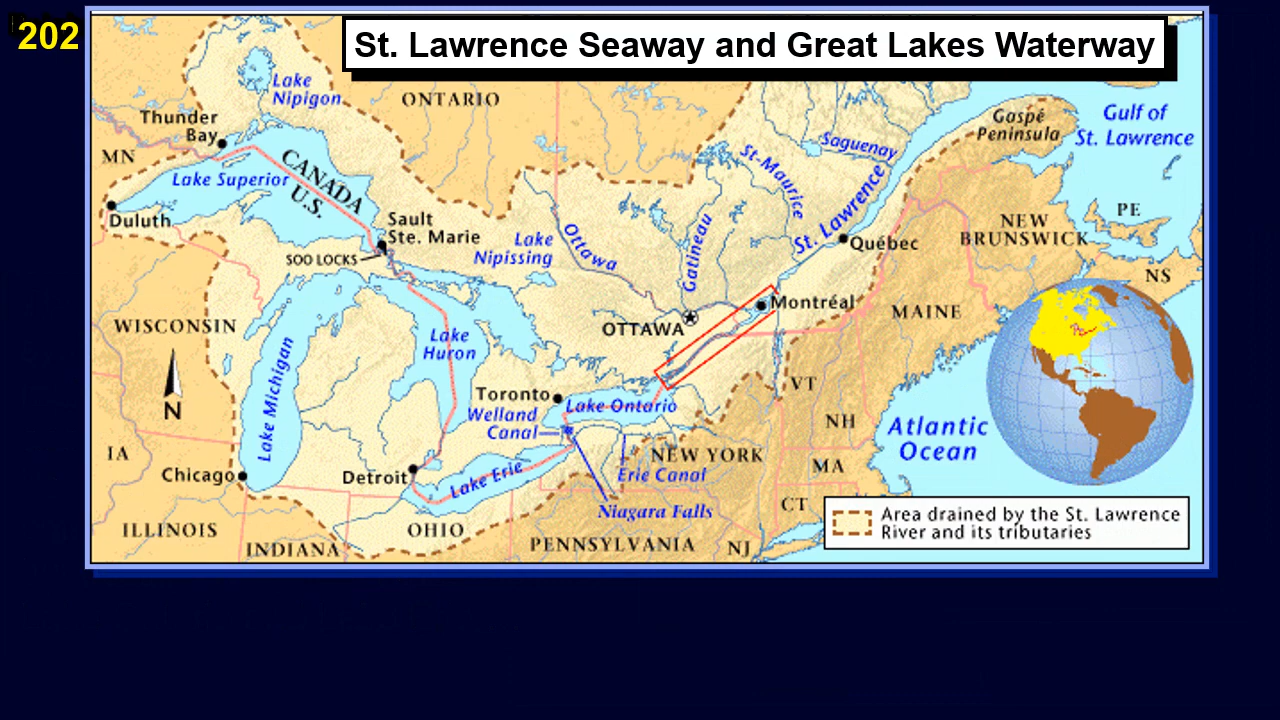 202
St. Lawrence Seaway and Great Lakes Waterway
Lake
Nipigon
ONTARIO
Thunder
Bay
MN
Lake Superior
CANADA
U.S.
Duluth
Sault
Ste. Marie
SOO LOCKS
Lake
Nipissing
Ottawa
Gatineau
St-Maurice
Saguenay
St. Lawrence
Gaspé
Peninsula
Gulf of
St. Lawrence
PE
NEW
BRUNSWICK
NS
Québec
Montréal
MAINE
OTTAWA
WISCONSIN
Lake Michigan
Lake
Huron
N
Toronto
Lake Ontario
Welland
Canal
VT
NH
Atlantic
Ocean
IA
Chicago
Detroit
Lake Erie
NEW YORK
Erie Canal
MA
CT
Niagara Falls
ILLINOIS
INDIANA
OHIO
PENNSYLVANIA
NJ
Area drained by the St. Lawrence
River and its tributaries